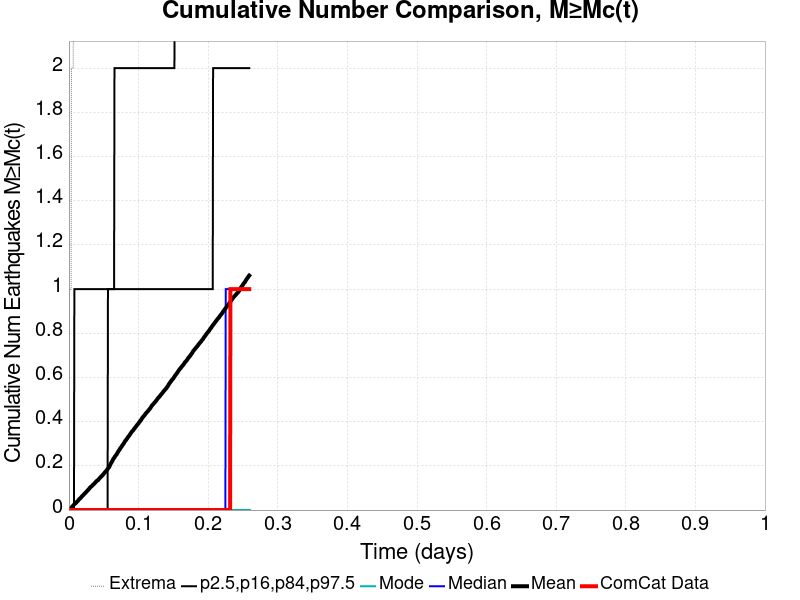 Cumulative Number Comparison, M≥Mc(t)
Cumulative Num Earthquakes M≥Mc(t)
2
1.8
1.6
1.4
1.2
1
0.8
0.6
0.4
0.2
0
0 0.1 0.2 0.3 0.4 0.5 0.6 0.7 0.8 0.9 1
Time (days)
Extrema p2.5,p16,p84,p97.5 Mode Median Mean ComCat Data